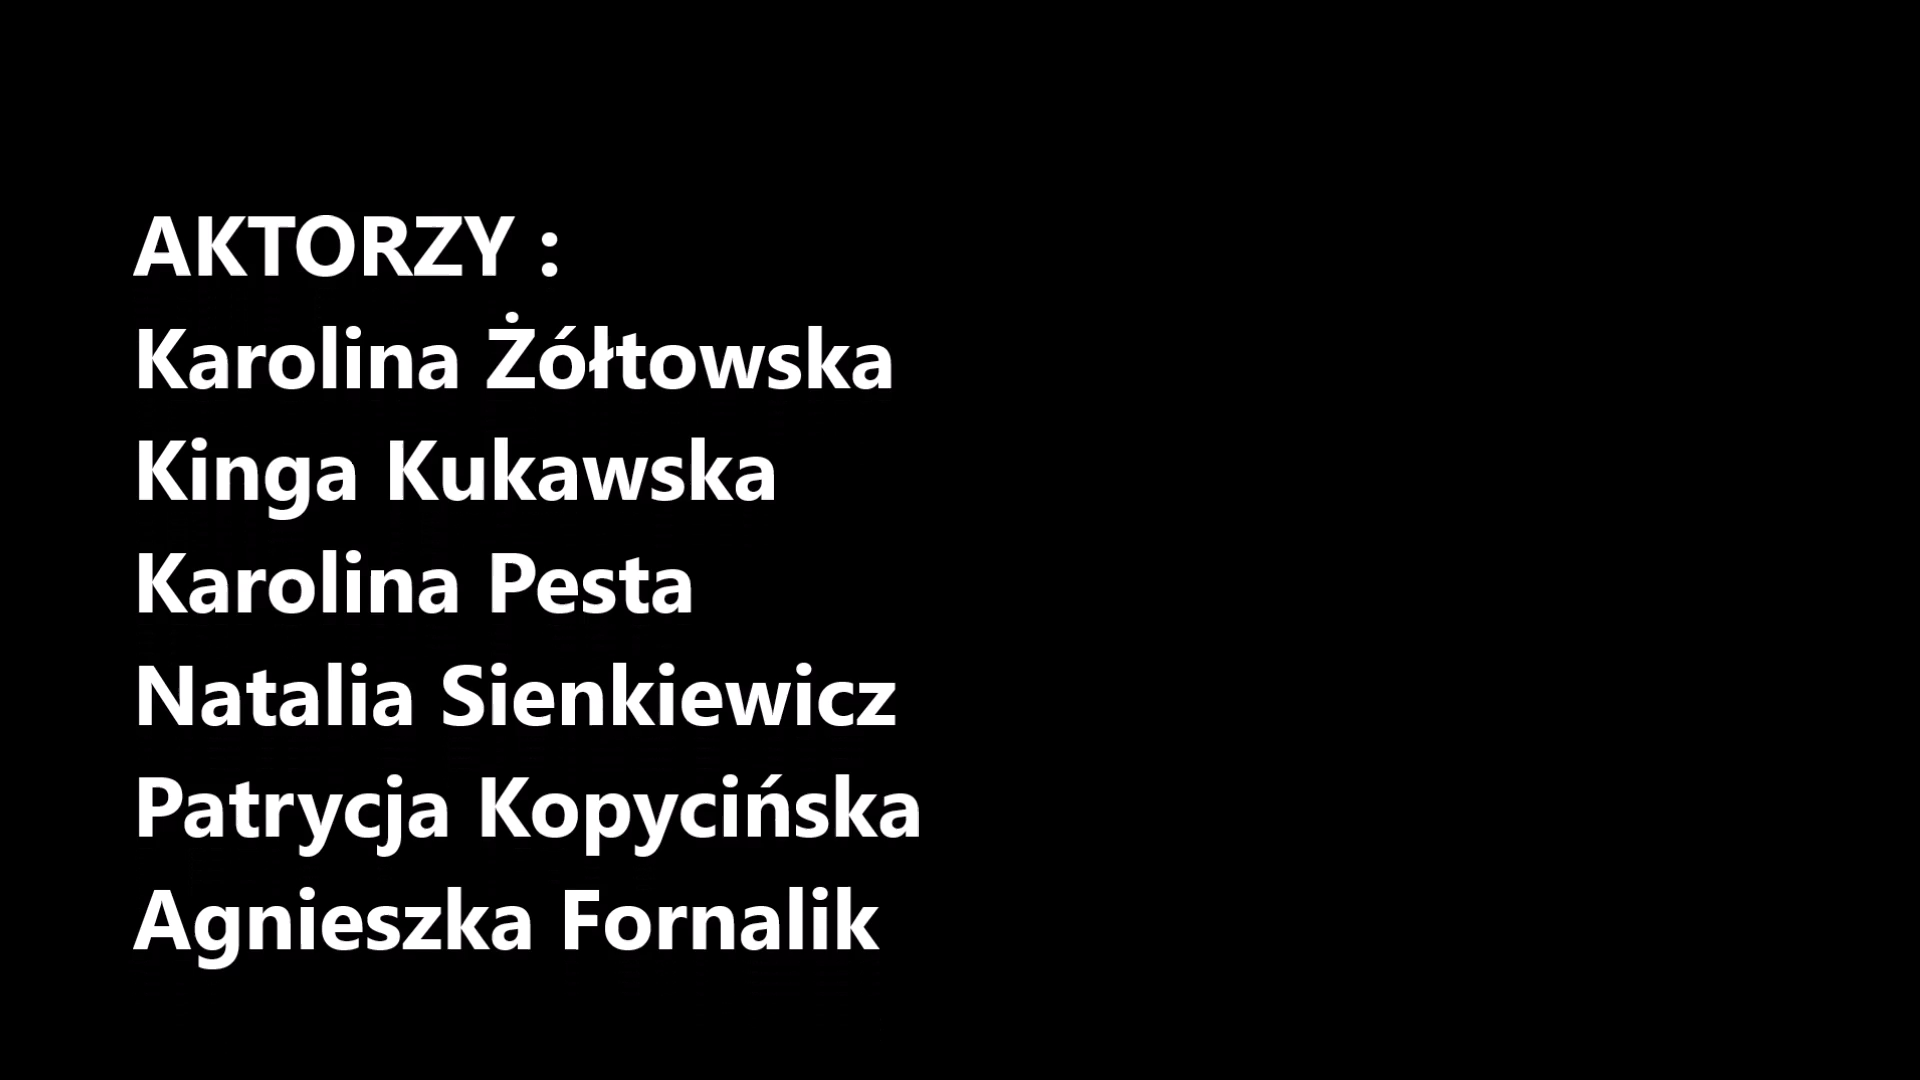 AKTORZY :
Karolina Żółtowska
Kinga Kukawska
Karolina Pesta
Natalia Sienkiewicz
Patrycja Kopycińska
Agnieszka Fornalik